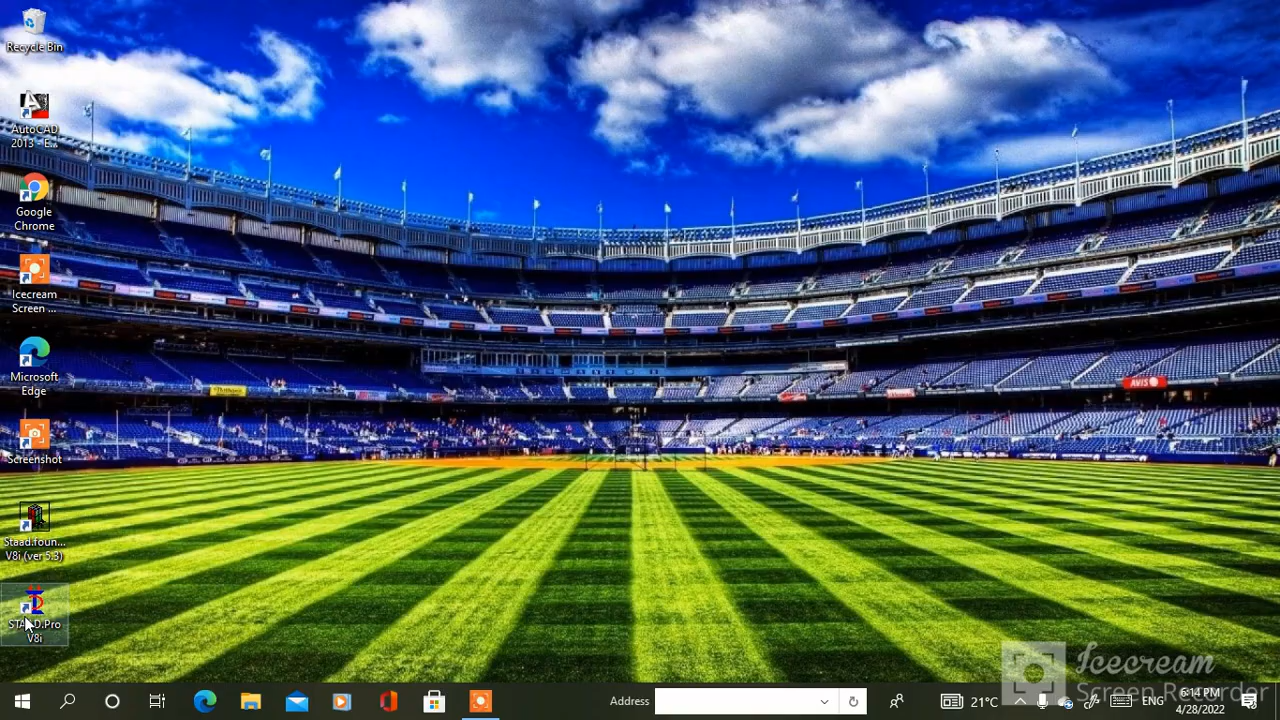 Recycle Bin
AutoCAD
2013 - E...
Google
Chrome
Icecream
Screen ...
Microsoft
Edge
Screenshot
Staad.foun...
V8i (ver 5.3)
STAAD.Pro
V8i
AVIS
Icecream
Screen Recorder
Address
21°C
ENG
6:14 PM
4/28/2022